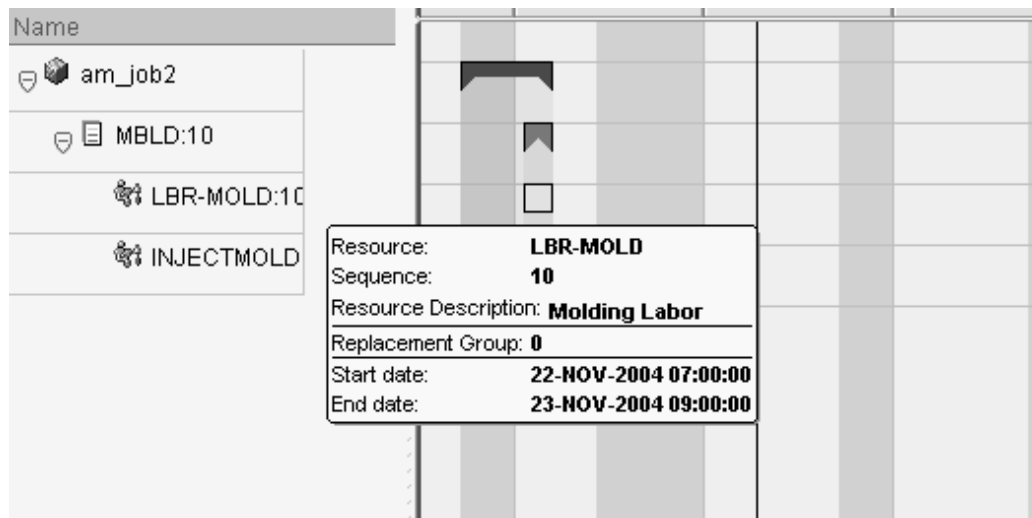 Name
am_job2
MBLD:10
LBR-MOLD:10
INJECTMOLD
Resource: LBR-MOLD
Sequence: 10
Resource Description: Molding Labor
Replacement Group: 0
Start date: 22-NOV-2004 07:00:00
End date: 23-NOV-2004 09:00:00